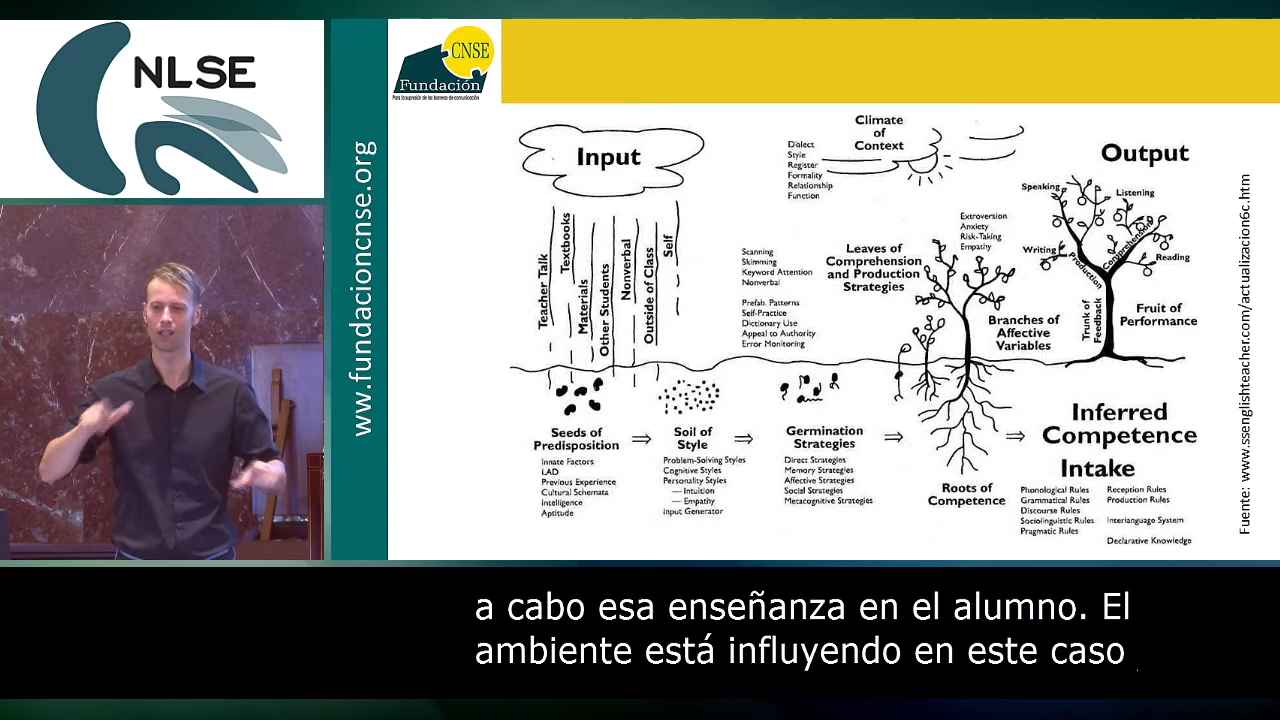 NLSE
CNSE
Fundación
Para la supresión de las barreras de comunicación
www.fundacioncnse.org
Input
Teacher Talk
Textbooks
Materials
Other Students
Nonverbal
Outside of Class
Self
Climate
of
Context
Dialect
Style
Register
Formality
Relationship
Function
Output
Speaking
Listening
Writing
Reading
Production
Comprehension
Trunk of
Feedback
Fruit of
Performance
Extroversion
Anxiety
Risk-Taking
Empathy
Leaves of
Comprehension
and Production
Strategies
Scanning
Skimming
Keyword Attention
Nonverbal
Prefab. Patterns
Self-Practice
Dictionary Use
Appeal to Authority
Error Monitoring
Branches of
Affective
Variables
Seeds of
Predisposition
Innate Factors
LAD
Previous Experience
Cultural Schemata
Intelligence
Aptitude
Soil of
Style
Problem-Solving Styles
Cognitive Styles
Personality Styles
— Intuition
— Empathy
Input Generator
Germination
Strategies
Direct Strategies
Memory Strategies
Affective Strategies
Social Strategies
Metacognitive Strategies
Roots of
Competence
Inferred
Competence
Intake
Phonological Rules
Grammatical Rules
Discourse Rules
Sociolinguistic Rules
Pragmatic Rules
Reception Rules
Production Rules
Interlanguage System
Declarative Knowledge
Fuente: www.ssenglishteacher.com/actualizacion6c.htm
a cabo esa enseñanza en el alumno. El
ambiente está influyendo en este caso